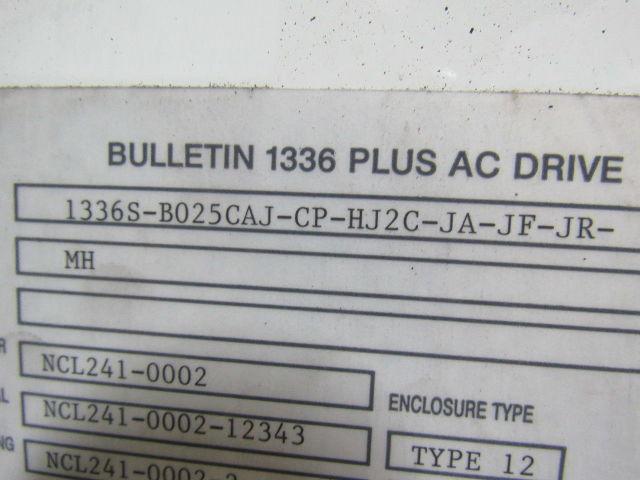 BULLETIN 1336 PLUS AC DRIVE
1336S-B025CAJ-CP-HJ2C-JA-JF-JR-
MH
NCL241-0002
NCL241-0002-12343
ENCLOSURE TYPE
TYPE 12